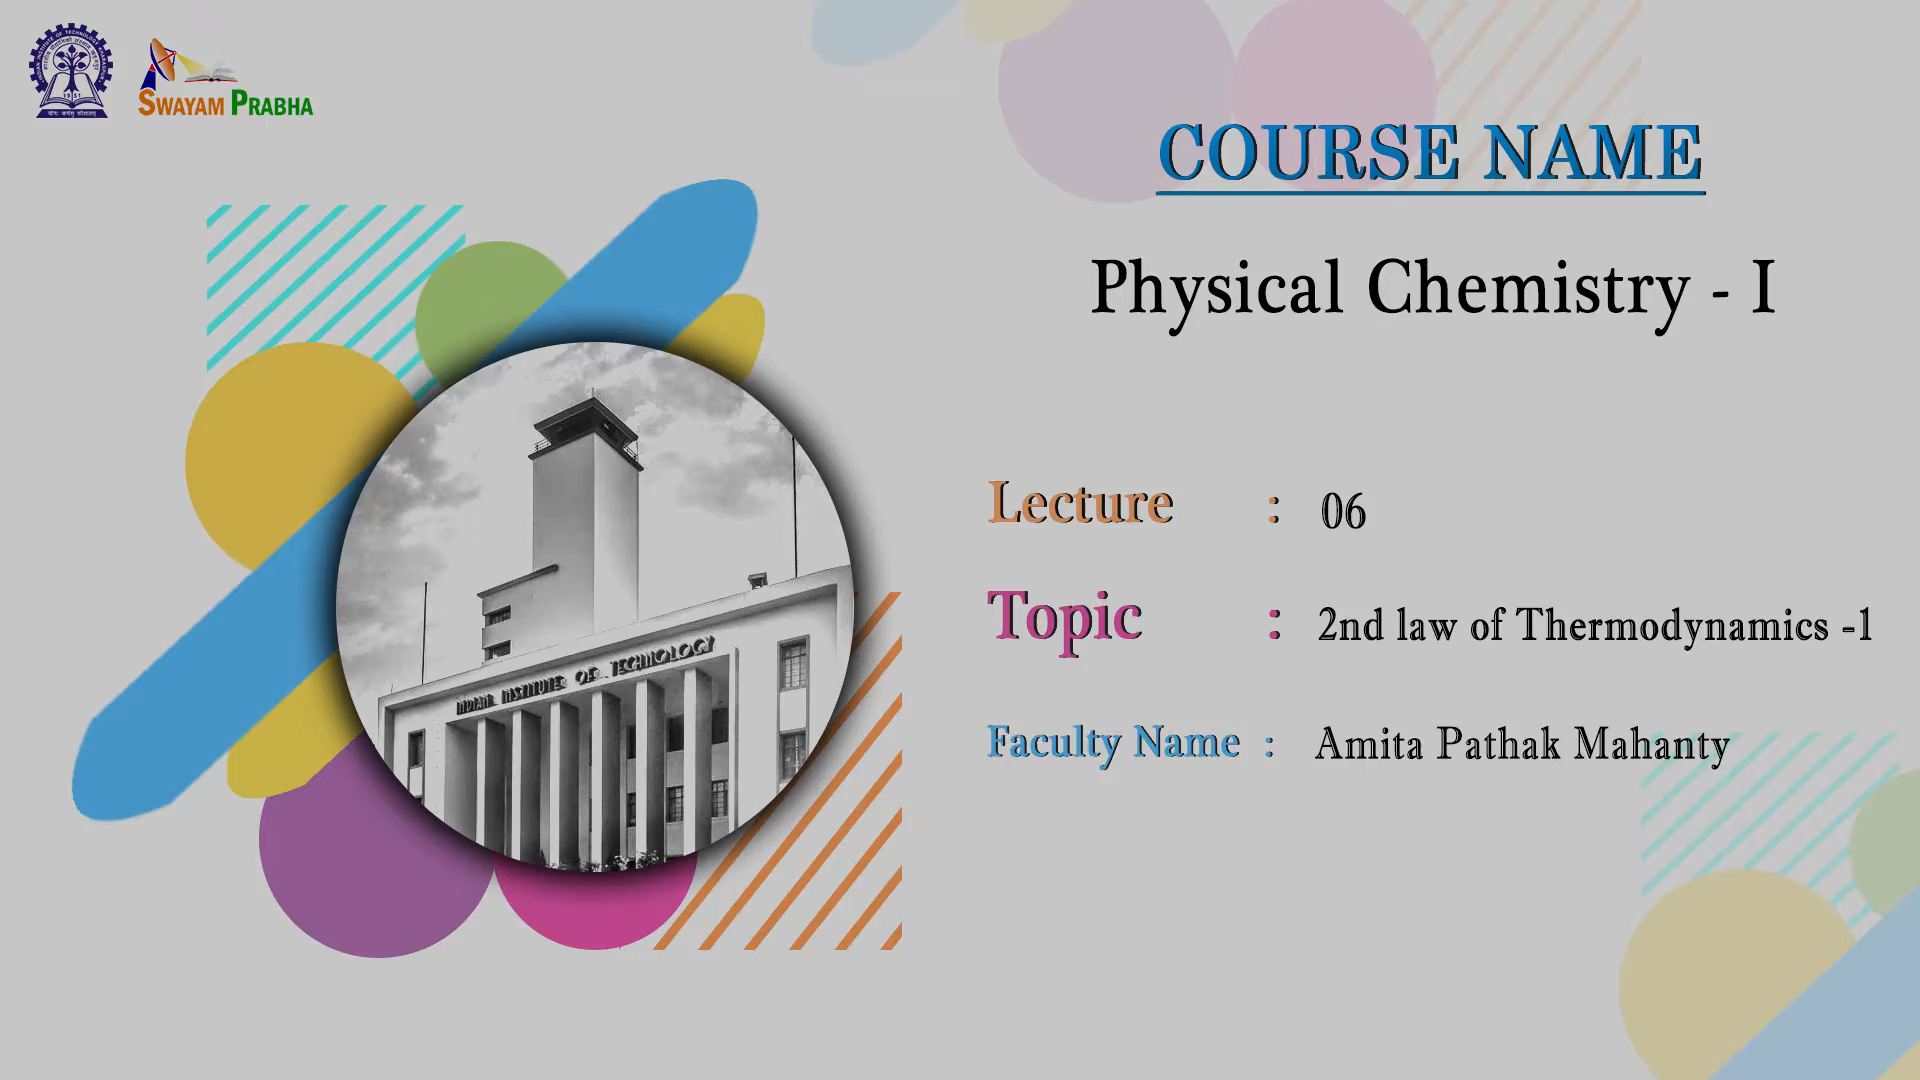 SWAYAM PRABHA
COURSE NAME
Physical Chemistry - I
Lecture : 06
Topic : 2nd law of Thermodynamics -1
Faculty Name : Amita Pathak Mahanty
INDIAN INSTITUTE OF TECHNOLOGY
1951